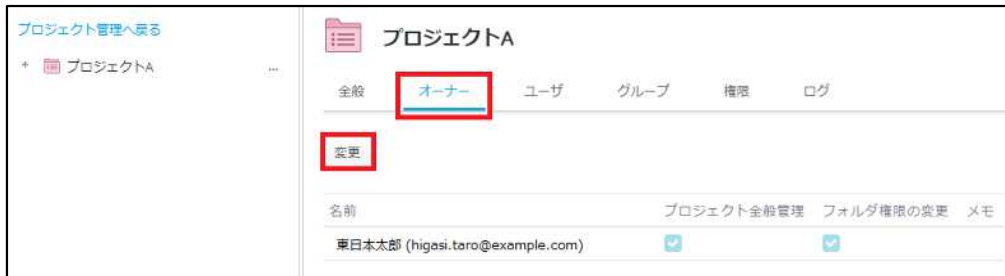 プロジェクト管理へ戻る
プロジェクトA
...
プロジェクトA
全般 オーナー ユーザ グループ 権限 ログ
変更
名前 プロジェクト全般管理 フォルダ権限の変更 メモ
東日本太郎 (higasi.taro@example.com)